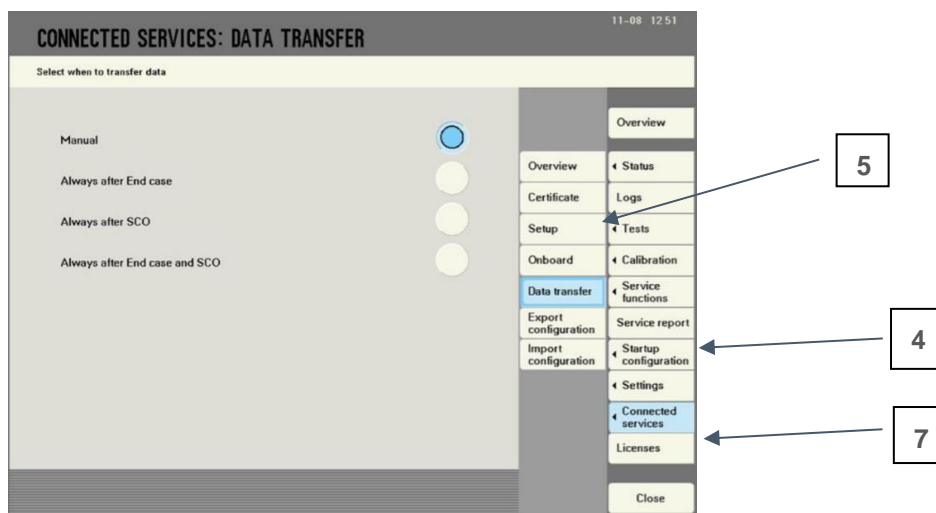 11-08 12 51
CONNECTED SERVICES: DATA TRANSFER
Select when to transfer data
Manual
Always after End case
Always after SCO
Always after End case and SCO
Overview
Certificate
Setup
Onboard
Data transfer
Export
configuration
Import
configuration
Overview
Status
Logs
Tests
Calibration
Service
functions
Service report
Startup
configuration
Settings
Connected
services
Licenses
Close
5
4
7